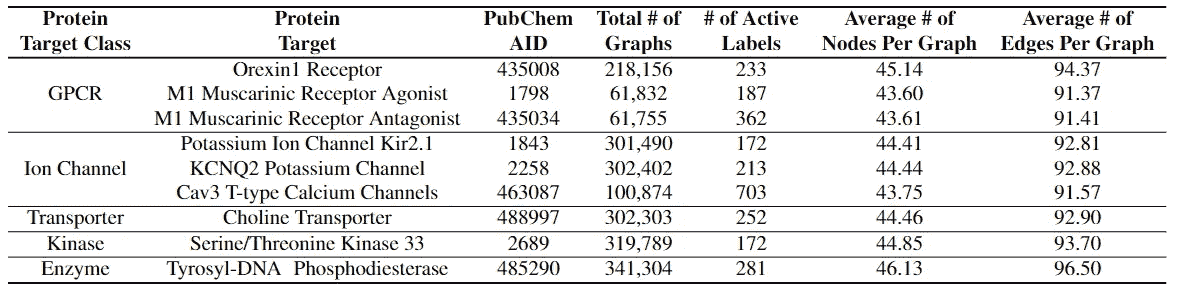 Protein Protein PubChem Total # of # of Active Average # of Average # of
Target Class Target AID Graphs Labels Nodes Per Graph Edges Per Graph
Orexin1 Receptor 435008 218,156 233 45.14 94.37
GPCR M1 Muscarinic Receptor Agonist 1798 61,832 187 43.60 91.37
M1 Muscarinic Receptor Antagonist 435034 61,755 362 43.61 91.41
Potassium Ion Channel Kir2.1 1843 301,490 172 44.41 92.81
Ion Channel KCNQ2 Potassium Channel 2258 302,402 213 44.44 92.88
Cav3 T-type Calcium Channels 463087 100,874 703 43.75 91.57
Transporter Choline Transporter 488997 302,303 252 44.46 92.90
Kinase Serine/Threonine Kinase 33 2689 319,789 172 44.85 93.70
Enzyme Tyrosyl-DNA Phosphodiesterase 485290 341,304 281 46.13 96.50